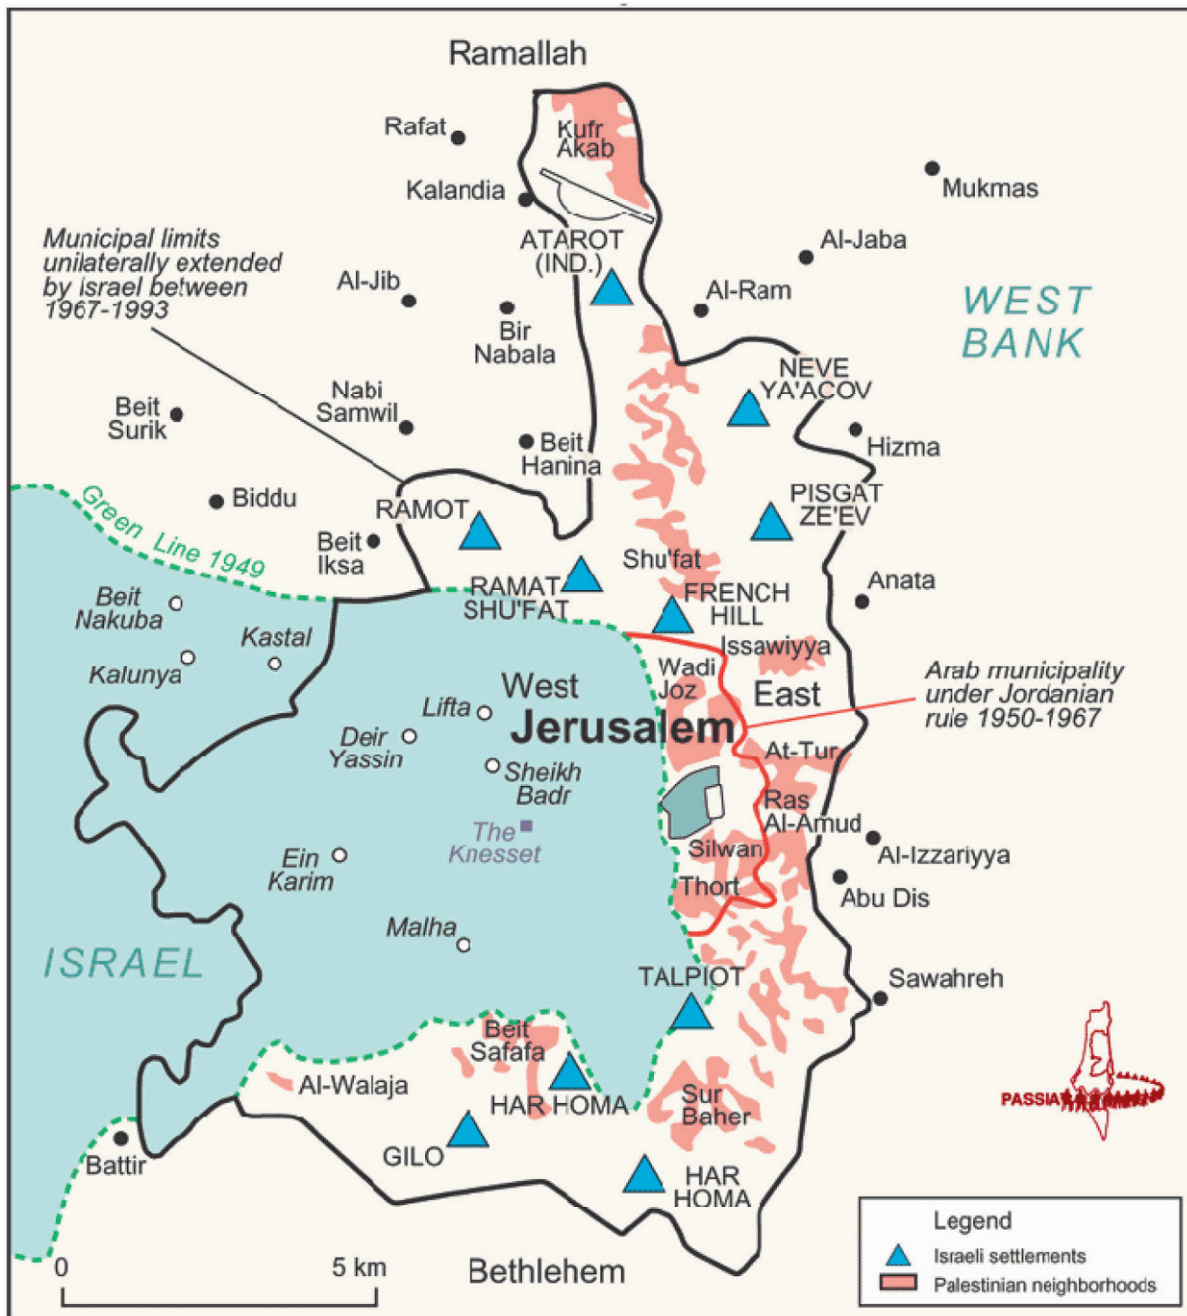 Ramallah
Rafat
Kufr
Akab
Kalandia
Mukmas
Municipal limits
unilaterally extended
by Israel between
1967-1993
ATAROT
(IND.)
Al-Jaba
Al-Jib
Al-Ram
Bir
Nabala
WEST
BANK
NEVE
YA'ACOV
Nabi
Samwil
Beit
Surik
Beit
Hanina
Hizma
Green Line 1949
Biddu
RAMOT
PISGAT
ZE'EV
Beit
Iksa
Shu'fat
RAMAT
SHU'FAT
FRENCH
HILL
Anata
Beit
Nakuba
Kastal
Kalunya
Issawiyya
Wadi
Joz
East
Arab municipality
under Jordanian
rule 1950-1967
West
Jerusalem
Lifta
Deir
Yassin
Sheikh
Badr
At-Tur
Ras
Al-Amud
The
Knesset
Silwan
Al-Izzariyya
Ein
Karim
Thort
Abu Dis
Malha
ISRAEL
TALPIOT
Sawahreh
Beit
Safafa
Al-Walaja
HAR HOMA
Sur
Baher
GILO
Battir
HAR
HOMA
Bethlehem
0 5 km
Legend
Israeli settlements
Palestinian neighborhoods